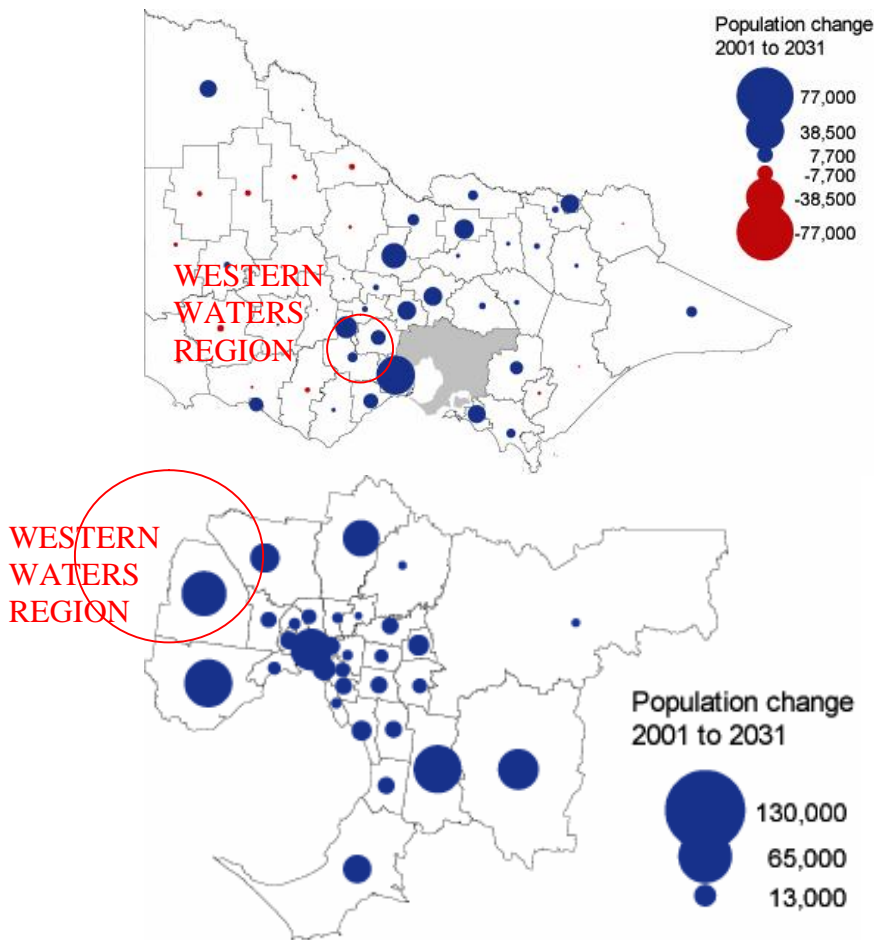 Population change
2001 to 2031
77,000
38,500
7,700
-7,700
-38,500
-77,000
WESTERN
WATERS
REGION
WESTERN
WATERS
REGION
Population change
2001 to 2031
130,000
65,000
13,000